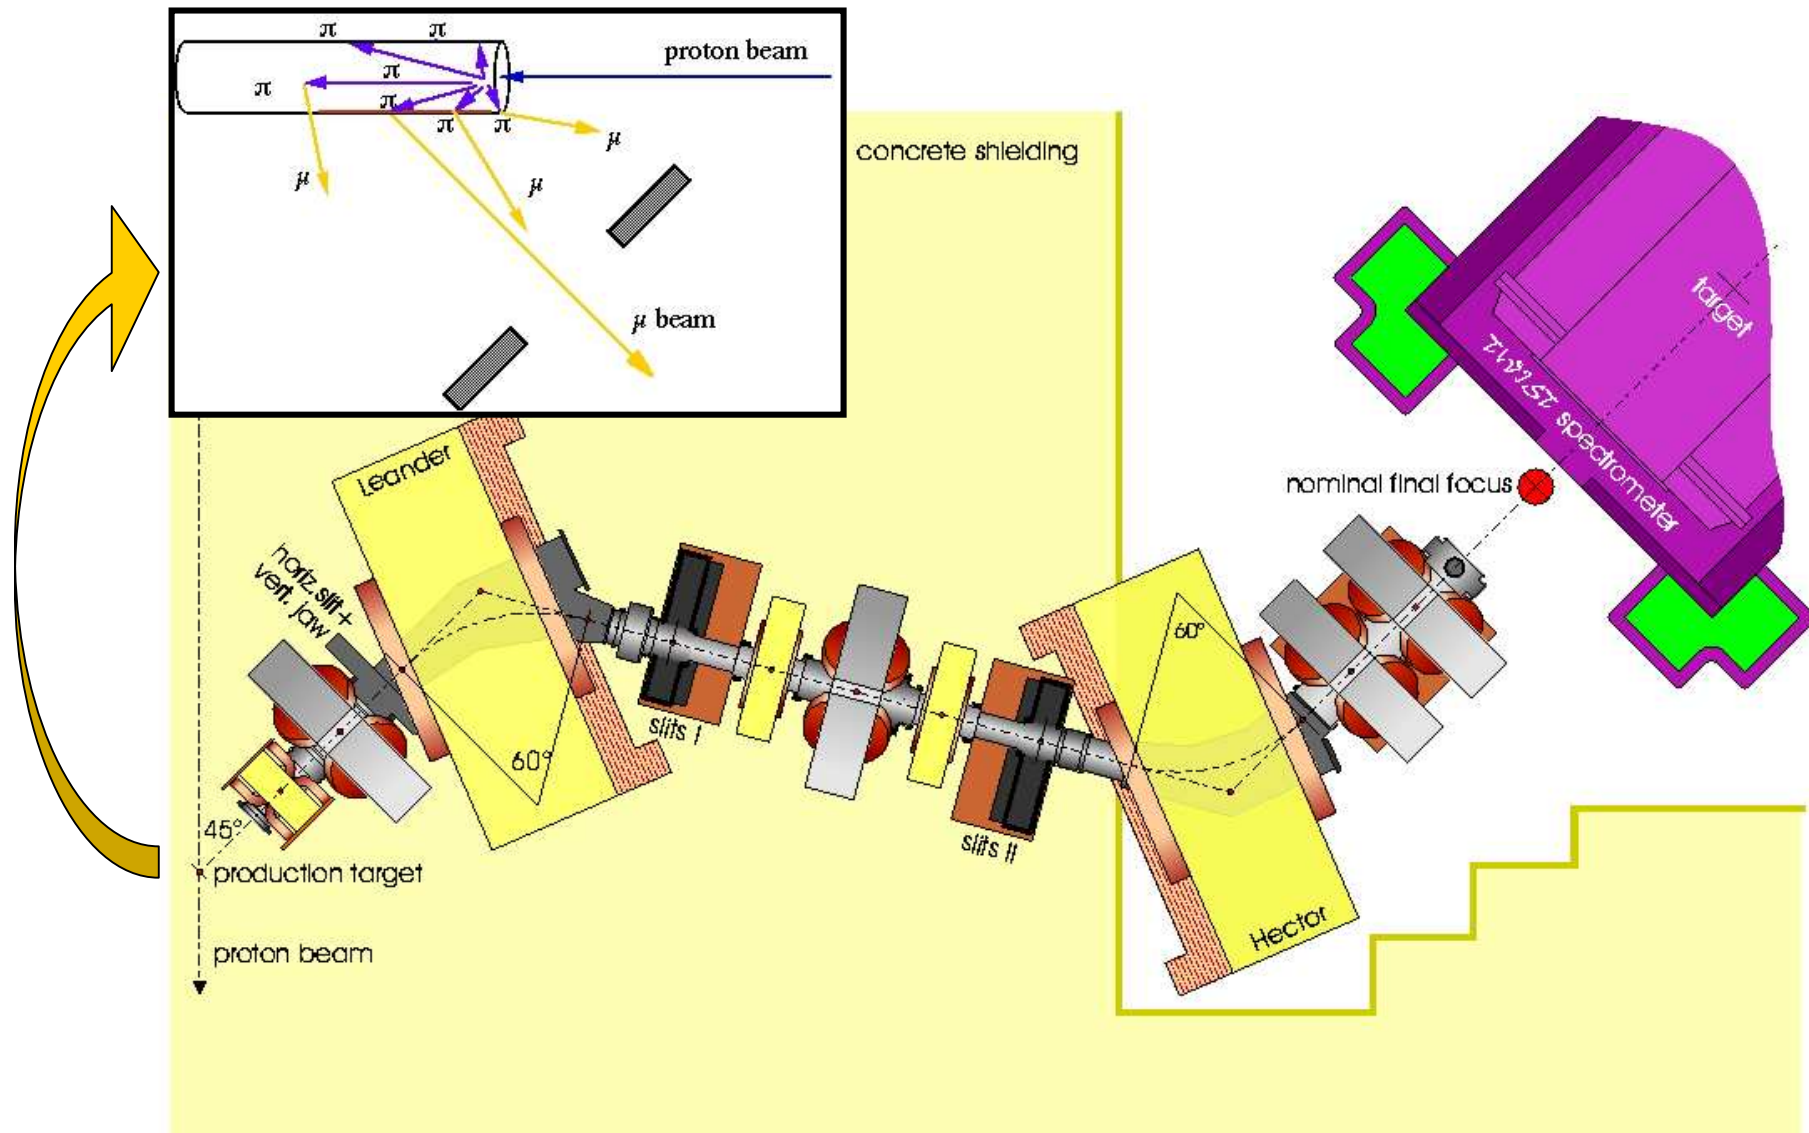 π
π
proton beam
π
π
π
π
π
μ
μ
μ
μ beam
concrete shielding
target
Leander
horiz. slit+
vert. jaw
nominal final focus
spectrometer
60°
60°
slits I
slits II
45°
production target
Hector
proton beam